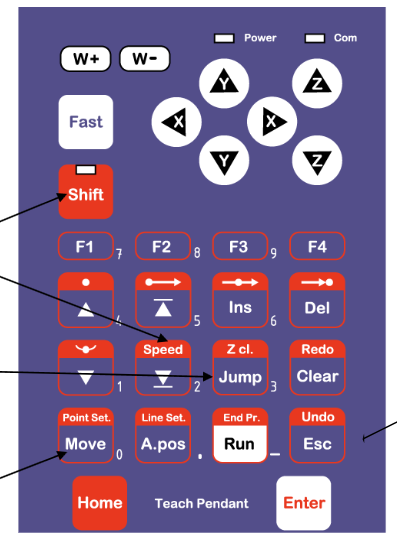 Power Com
W+ W-
Y Z
Fast X X
Y Z
Shift
F1 7 F2 8 F3 9 F4
4 5 Ins 6 Del
Speed Z cl. Redo
1 2 Jump 3 Clear
Point Set. Line Set. End Pr. Undo
Move 0 A.pos . Run - Esc
Home Teach Pendant Enter